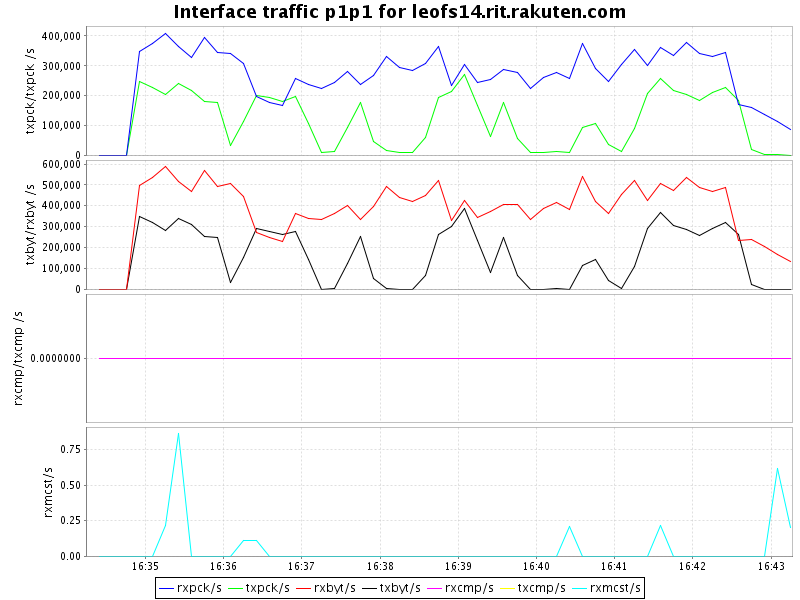 Interface traffic p1p1 for leofs14.rit.rakuten.com
txpck/txpck /s
400,000
300,000
200,000
100,000
0
txbyt/rxbyt /s
600,000
500,000
400,000
300,000
200,000
100,000
0
rxcmp/txcmp /s
0.0000000
rxmcst/s
0.75
0.50
0.25
0.00
16:35 16:36 16:37 16:38 16:39 16:40 16:41 16:42 16:43
rxpck/s txpck/s rxbyt/s txbyt/s rxcmp/s txcmp/s rxmcst/s